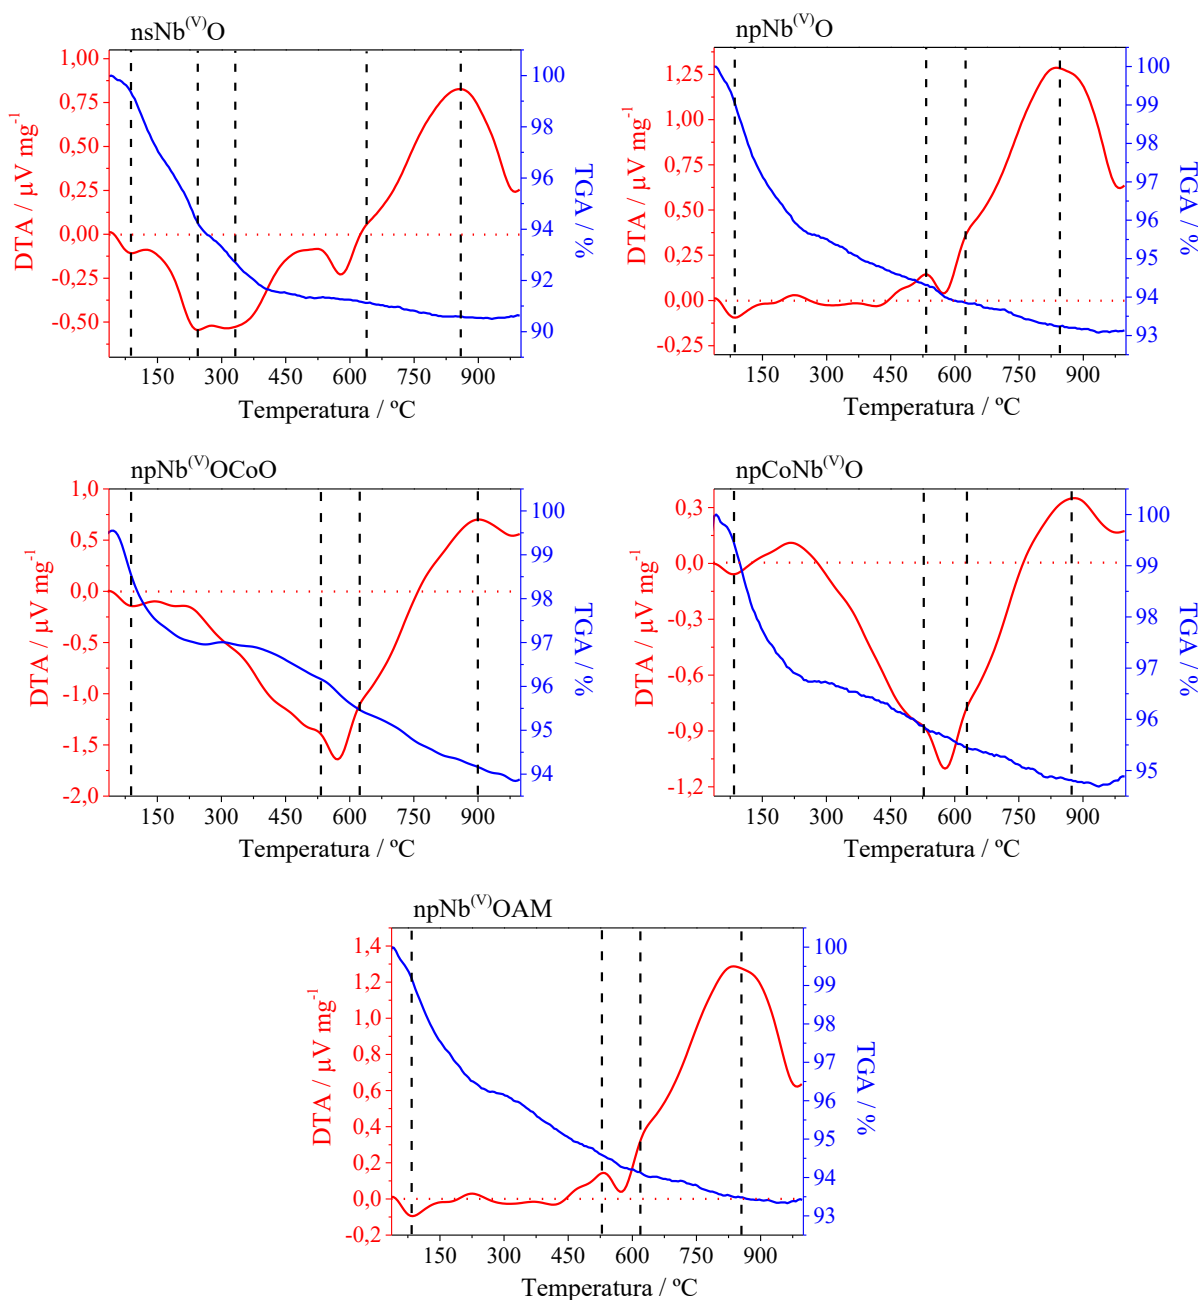 nsNb(V)O
DTA / µV mg-1
1,00
0,75
0,50
0,25
0,00
-0,25
-0,50
100
99
98
96
95
94
93
91
90
TGA / %
150 300 450 600 750 900
Temperatura / ºC
npNb(V)O
DTA / µV mg-1
1,25
1,00
0,75
0,50
0,25
0,00
-0,25
100
99
98
97
96
95
94
93
TGA / %
150 300 450 600 750 900
Temperatura / ºC
npNb(V)OCoO
DTA / µV mg-1
1,0
0,5
0,0
-0,5
-1,0
-1,5
-2,0
100
99
98
97
96
95
94
TGA / %
150 300 450 600 750 900
Temperatura / ºC
npCoNb(V)O
DTA / µV mg-1
0,3
0,0
-0,3
-0,6
-0,9
-1,2
100
99
98
97
96
95
TGA / %
150 300 450 600 750 900
Temperatura / ºC
npNb(V)OAM
DTA / µV mg-1
1,4
1,2
1,0
0,8
0,6
0,4
0,2
0,0
-0,2
100
99
98
97
96
95
94
93
TGA / %
150 300 450 600 750 900
Temperatura / ºC